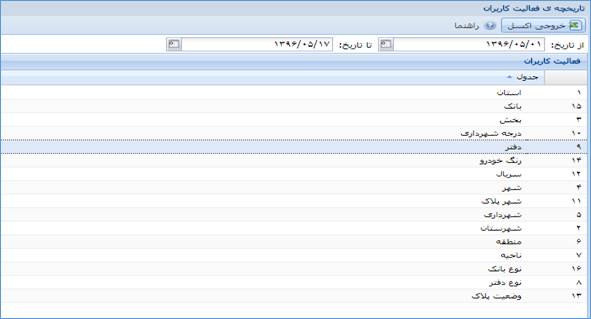 تاریخچه ی فعالیت کاربران
خروجی اکسل راهنما
از تاریخ: ۱۳۹۶/۰۵/۰۱ تا تاریخ: ۱۳۹۶/۰۵/۱۷
فعالیت کاربران
جدول
۱ استان
۱۵ بانک
۳ بخش
۱۰ درجه شهرداری
۹ دفتر
۱۴ رنگ خودرو
۱۲ سریال
۴ شهر
۱۱ شهر پلاک
۵ شهرداری
۲ شهرستان
۶ منطقه
۷ ناحیه
۱۶ نوع بانک
۸ نوع دفتر
۱۳ وضعیت پلاک